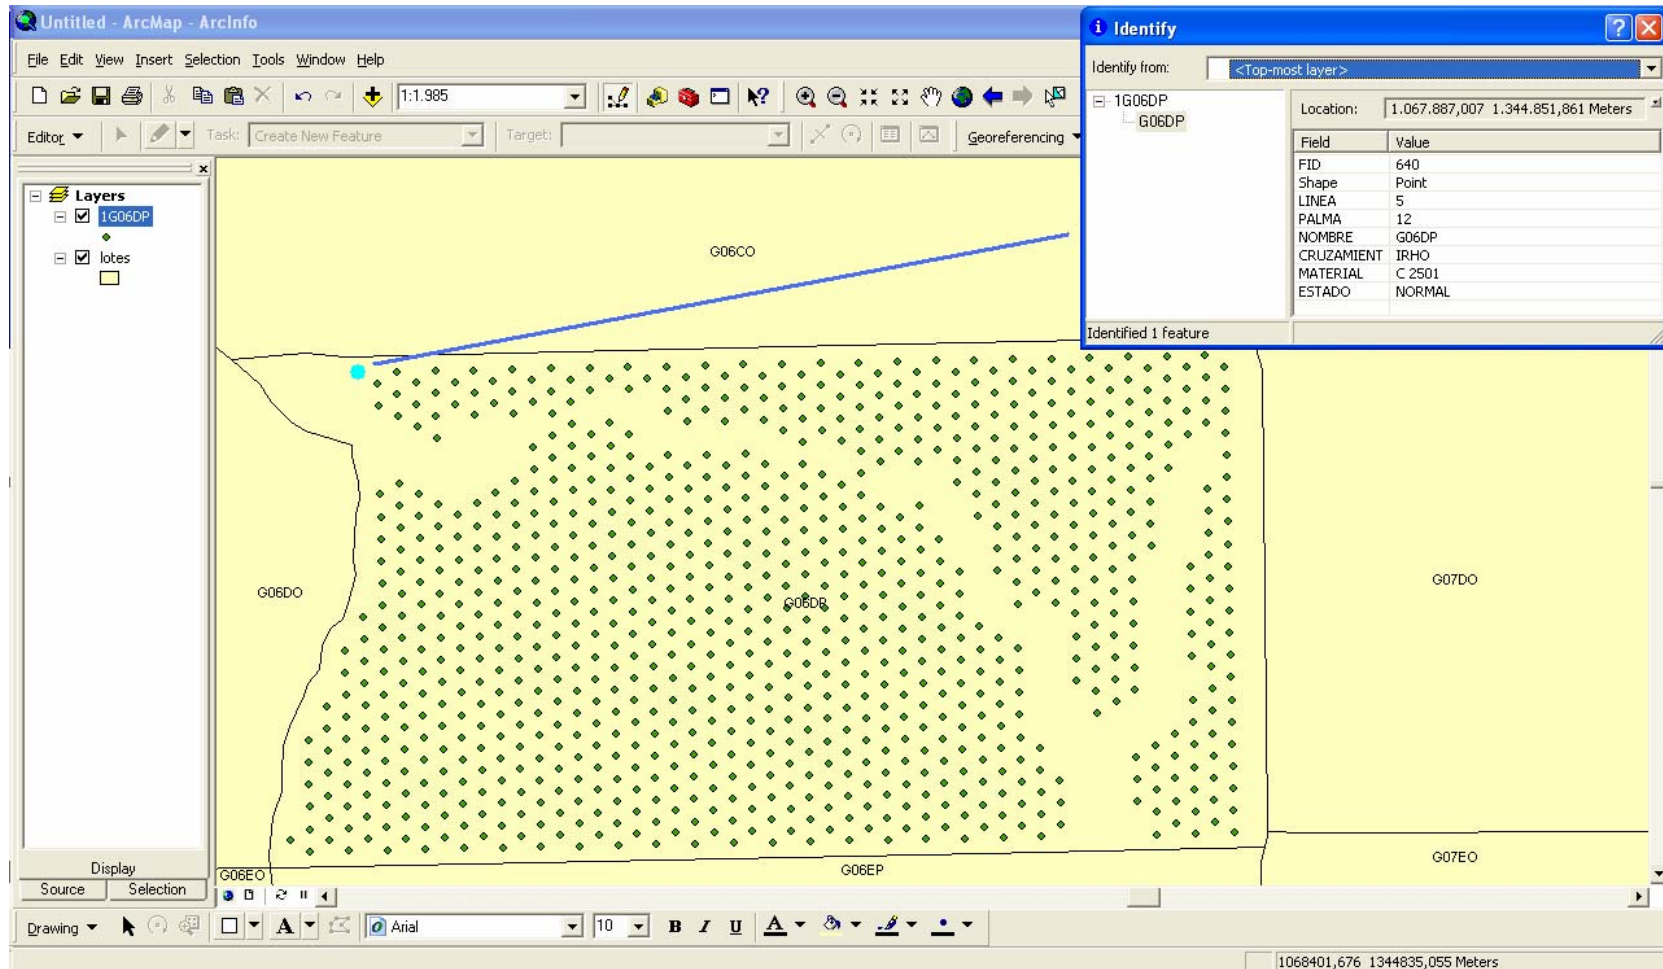 Untitled - ArcMap - ArcInfo
File Edit View Insert Selection Tools Window Help
1:1.985
Editor Task: Create New Feature Target: Georeferencing
Layers
1G06DP
lotes
Display
Source Selection
G06CO
G06DO
G06DP
G07DO
G06EO
G06EP
G07EO
Identify
Identify from: <Top-most layer>
1G06DP
G06DP
Location: 1.067.887,007 1.344.851,861 Meters
Field Value
FID 640
Shape Point
LINEA 5
PALMA 12
NOMBRE G06DP
CRUZAMIENT IRHO
MATERIAL C 2501
ESTADO NORMAL
Identified 1 feature
Drawing A Arial 10 B I U A
1068401,676 1344835,055 Meters